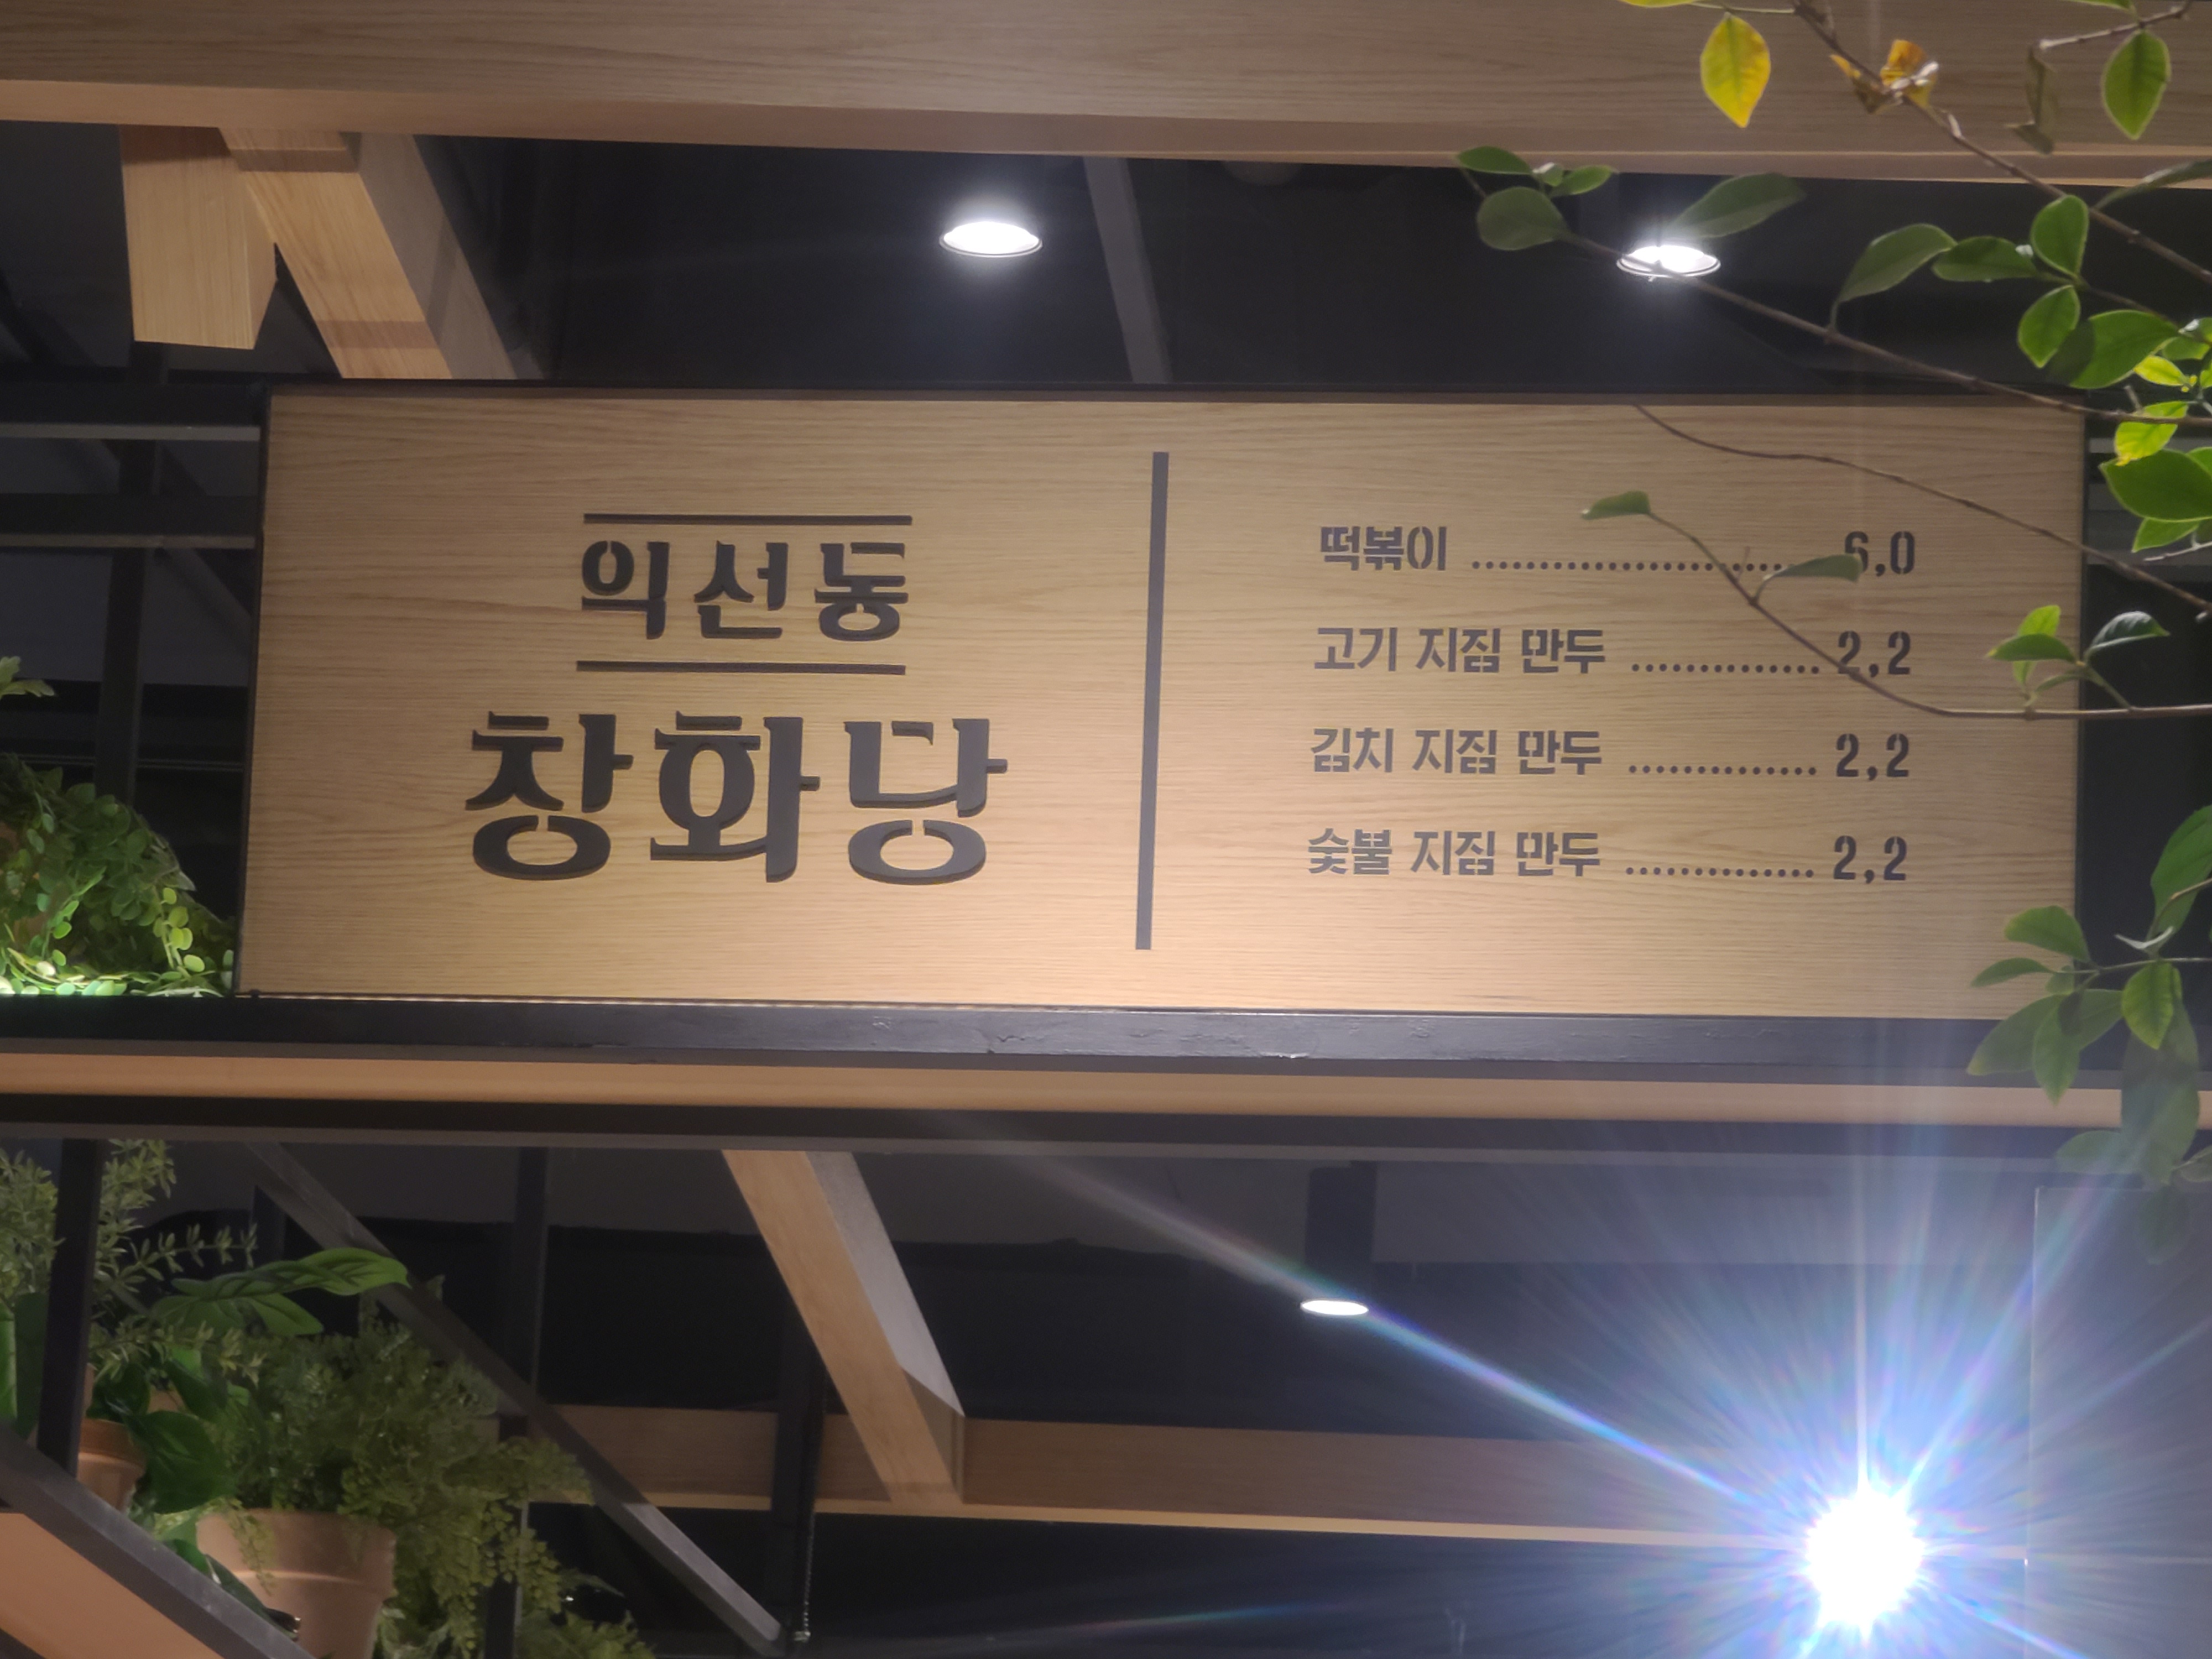 익선동
창화당
떡볶이 ........................ 6,0
고기 지짐 만두 .............. 2,2
김치 지짐 만두 .............. 2,2
숯불 지짐 만두 .............. 2,2